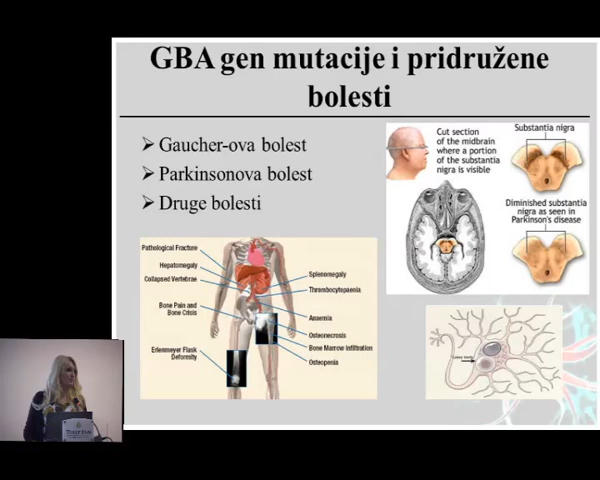 GBA gen mutacije i pridružene
bolesti
➢ Gaucher-ova bolest
➢ Parkinsonova bolest
➢ Druge bolesti
Cut section
of the midbrain
where a portion
of the substantia
nigra is visible
Substantia nigra
Diminished substantia
nigra as seen in
Parkinson's disease
Pathological Fracture
Hepatomegaly
Collapsed Vertebrae
Bone Pain and
Bone Crisis
Erlenmeyer Flask
Deformity
Splenomegaly
Thrombocytopaenia
Anaemia
Osteonecrosis
Bone Marrow Infiltration
Osteopenia
Lewy body